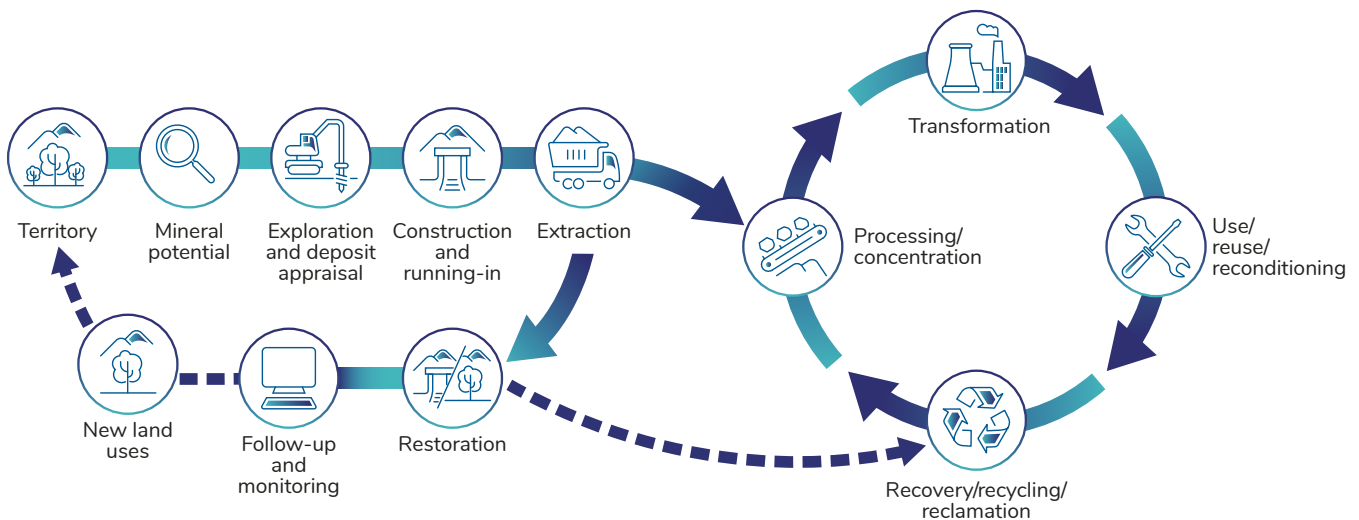 Transformation
Territory
Mineral
potential
Exploration
and deposit
appraisal
Construction
and
running-in
Extraction
Processing/
concentration
Use/
reuse/
reconditioning
New land
uses
Follow-up
and
monitoring
Restoration
Recovery/recycling/
reclamation